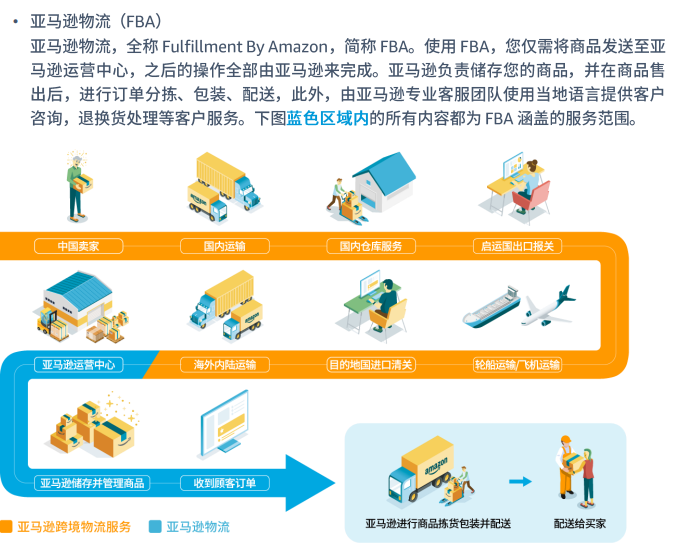 • 亚马逊物流（FBA）
亚马逊物流，全称 Fulfillment By Amazon，简称 FBA。使用 FBA，您仅需将商品发送至亚
马逊运营中心，之后的操作全部由亚马逊来完成。亚马逊负责储存您的商品，并在商品售
出后，进行订单分拣、包装、配送，此外，由亚马逊专业客服团队使用当地语言提供客户
咨询，退换货处理等客户服务。下图蓝色区域内的所有内容都为 FBA 涵盖的服务范围。
amazon
amazon
中国卖家
国内运输
国内仓库服务
启运国出口报关
amazon
亚马逊运营中心
海外内陆运输
目的地国进口清关
轮船运输/飞机运输
亚马逊储存并管理商品
收到顾客订单
amazon
亚马逊进行商品拣货包装并配送
配送给买家
亚马逊跨境物流服务
亚马逊物流